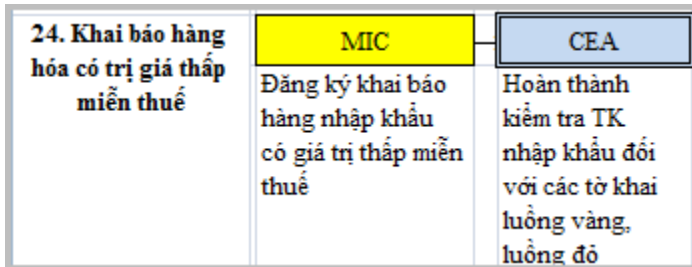 24. Khai báo hàng
hóa có trị giá thấp
miễn thuế
MIC
Đăng ký khai báo
hàng nhập khẩu
có giá trị thấp miễn
thuế
CEA
Hoàn thành
kiểm tra TK
nhập khẩu đối
với các tờ khai
luồng vàng,
luồng đỏ